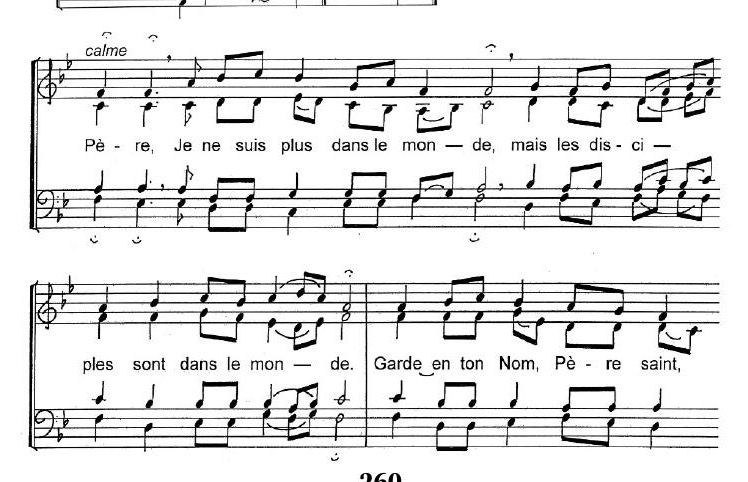 calme
Pè - re, Je ne suis plus dans le mon — de, mais les dis - ci —
ples sont dans le mon — de. Garde‿en ton Nom, Pè - re saint,